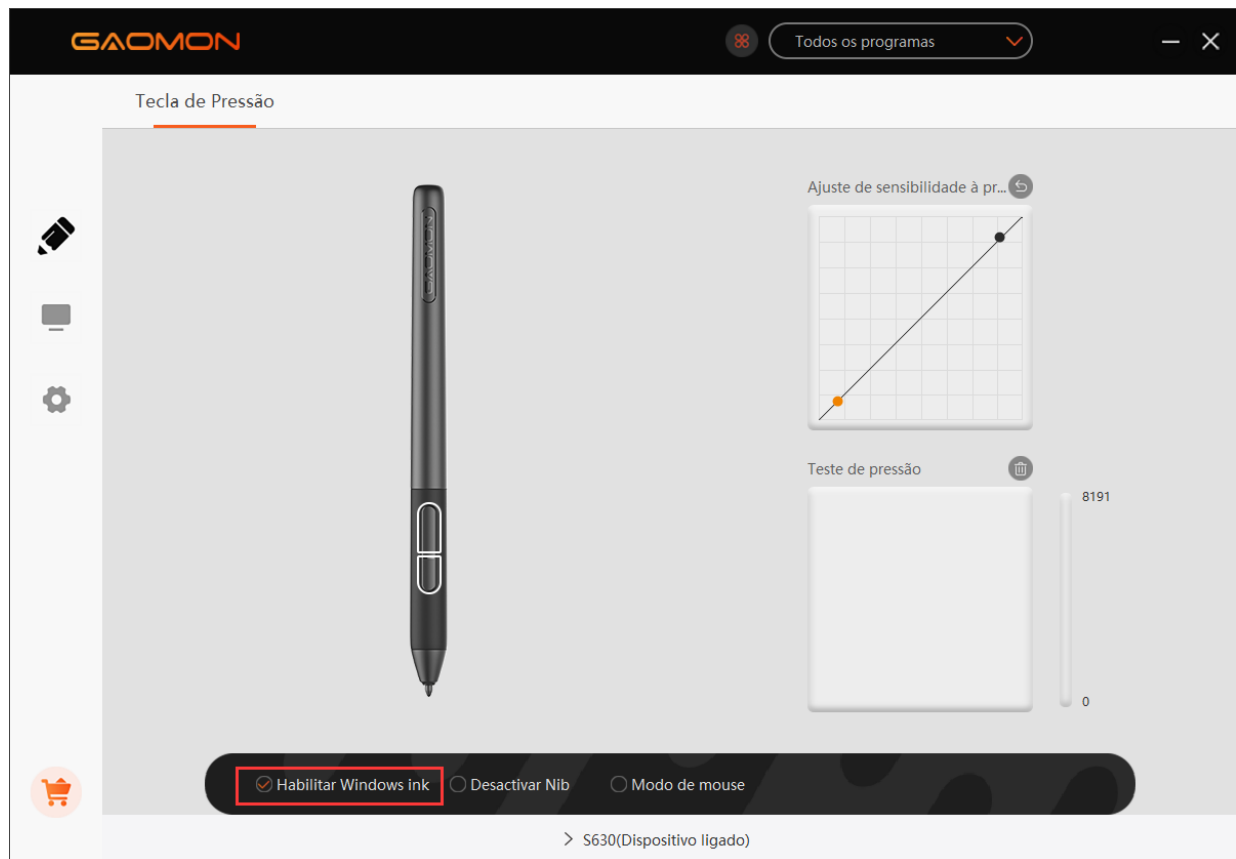 GAOMON
Todos os programas
Tecla de Pressão
GAOMON
Ajuste de sensibilidade à pr...
Teste de pressão
8191
0
Habilitar Windows ink
Desactivar Nib
Modo de mouse
S630(Dispositivo ligado)